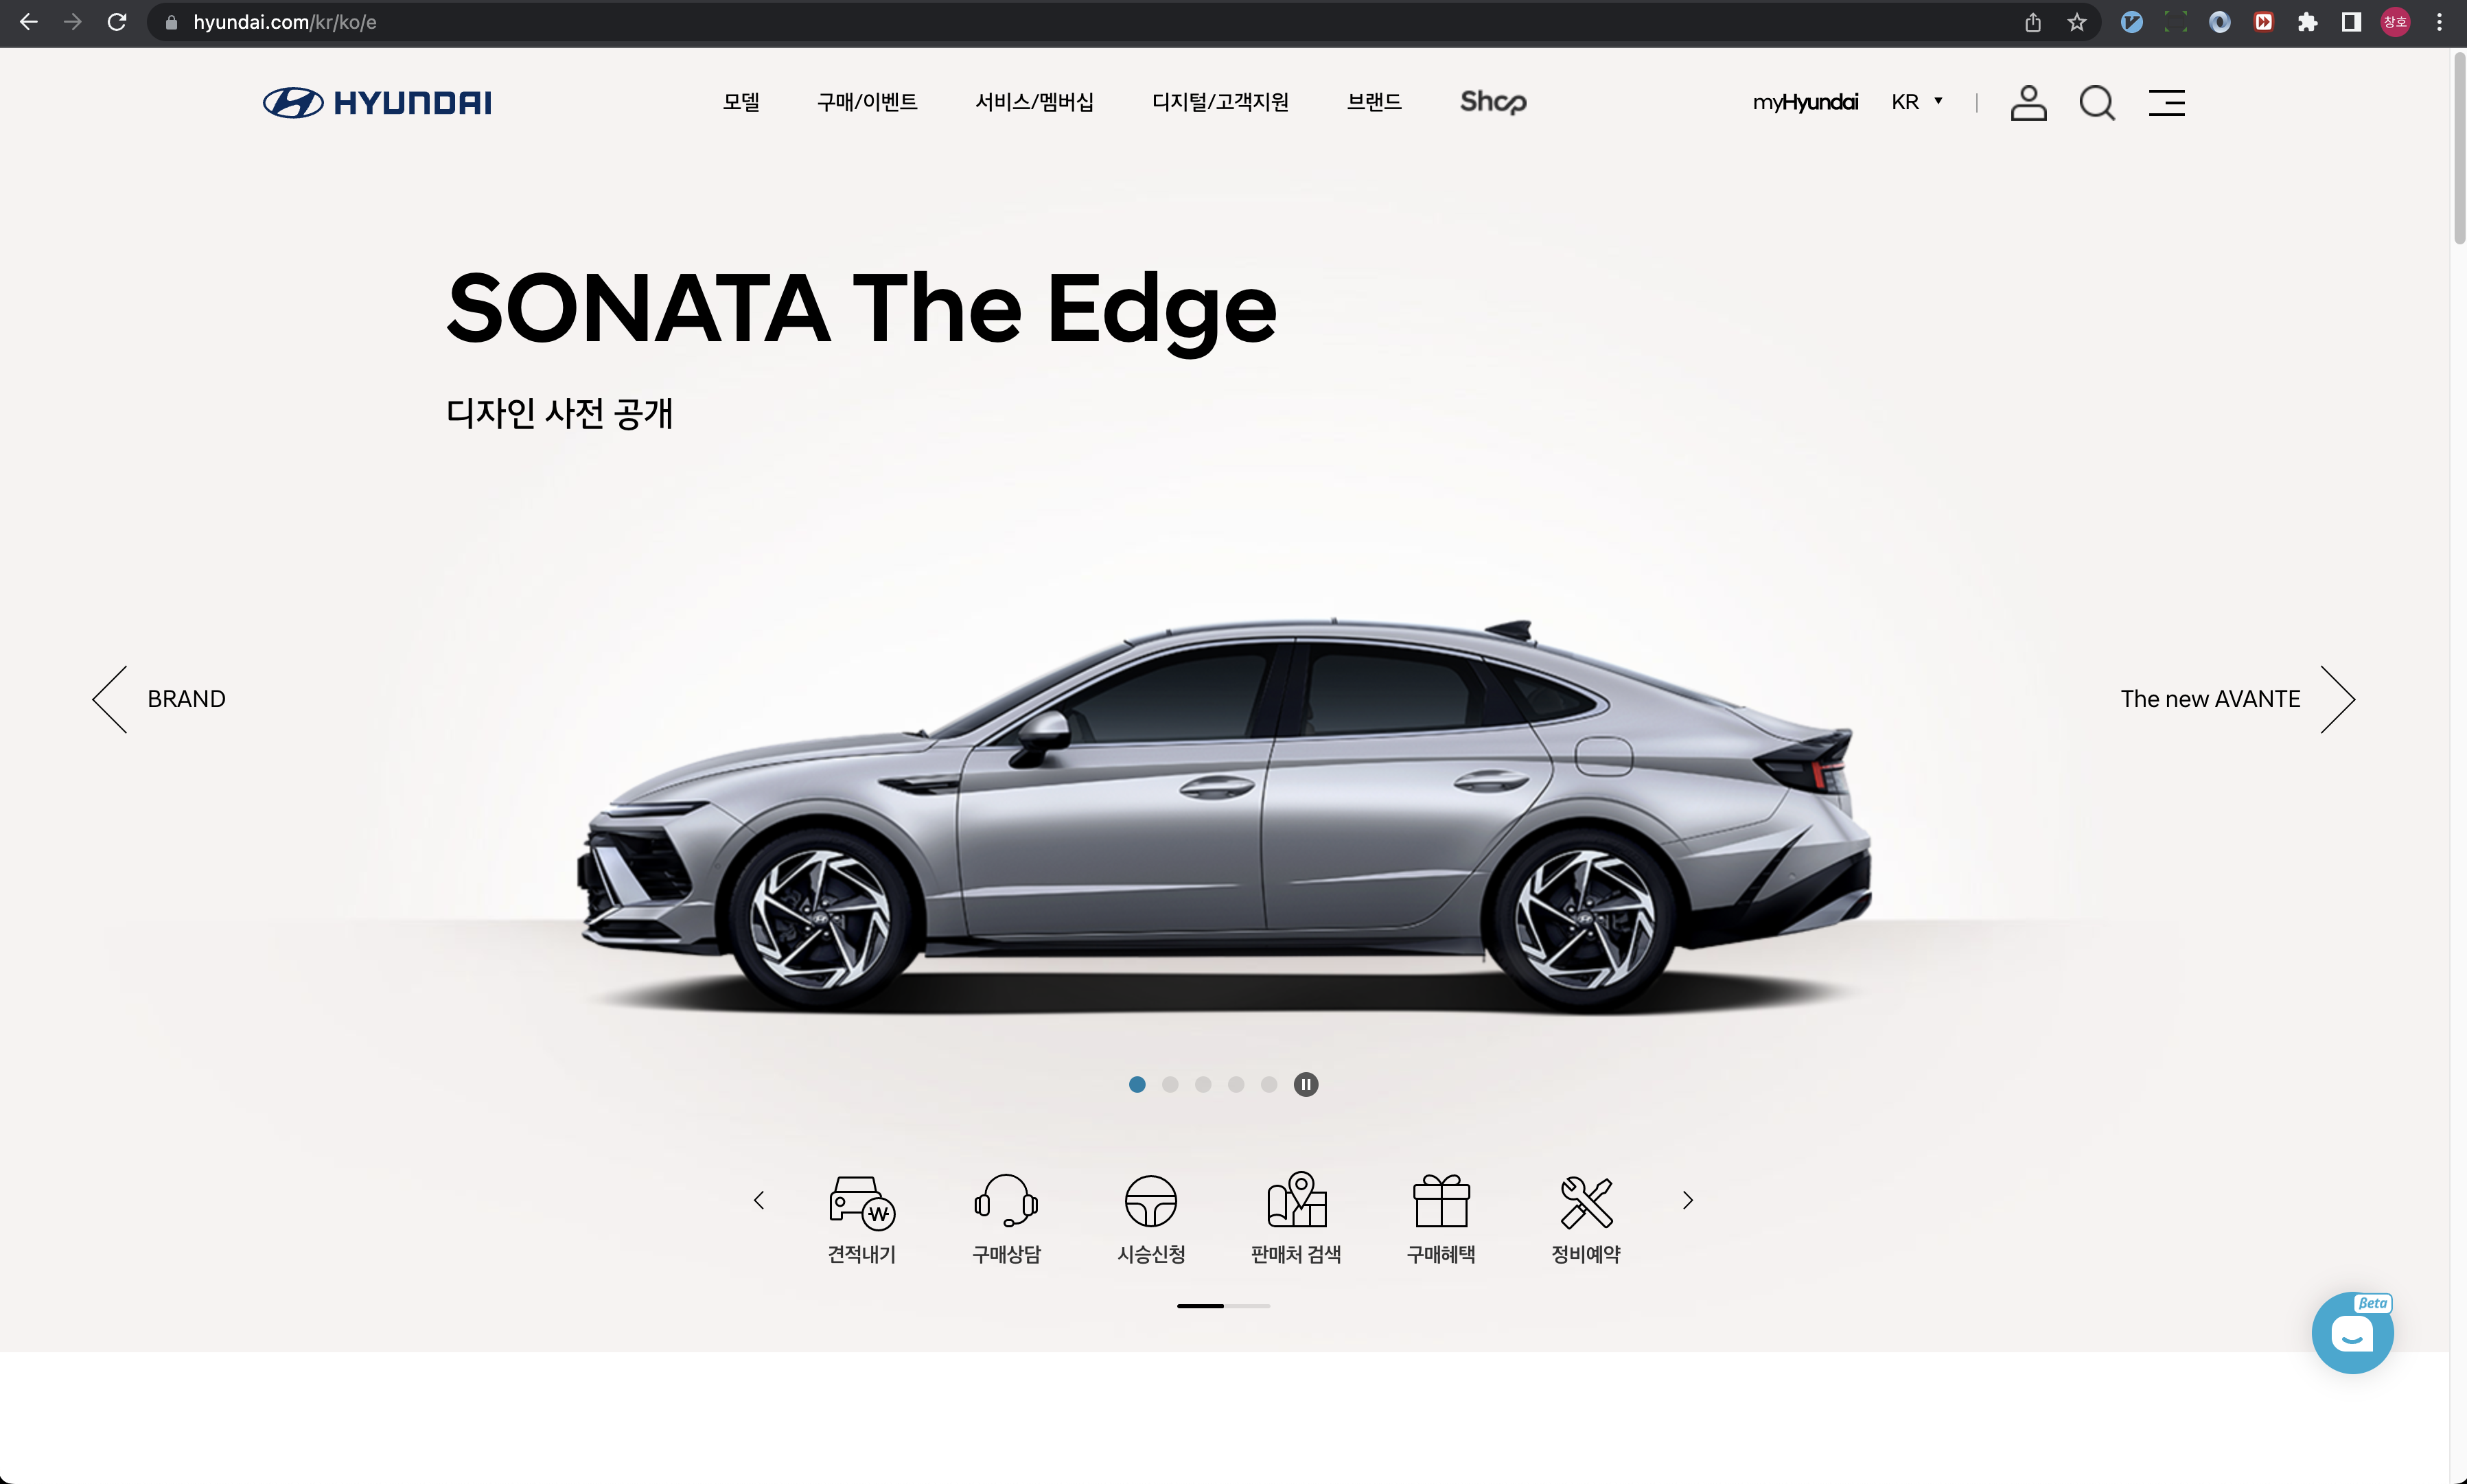 hyundai.com/kr/ko/e
창호
HYUNDAI
모델 구매/이벤트 서비스/멤버십 디지털/고객지원 브랜드 Shop
myHyundai KR
SONATA The Edge
디자인 사전 공개
BRAND
The new AVANTE
견적내기 구매상담 시승신청 판매처 검색 구매혜택 정비예약
βeta